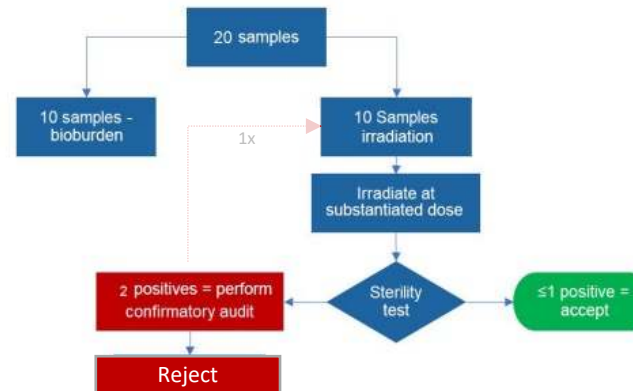 20 samples
10 samples -
bioburden
10 Samples
irradiation
1x
Irradiate at
substantiated dose
2 positives = perform
confirmatory audit
Sterility
test
≤1 positive =
accept
Reject